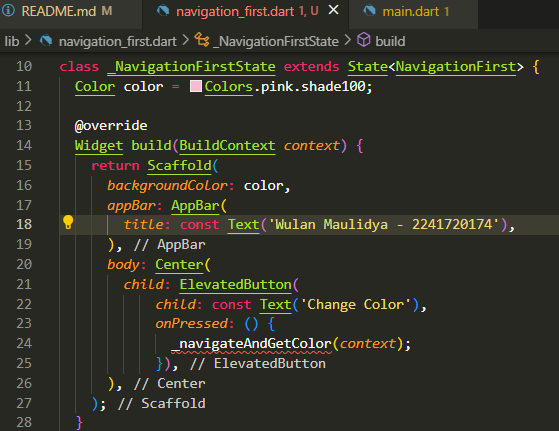 README.md M
navigation_first.dart 1, U
main.dart 1
lib > navigation_first.dart > _NavigationFirstState > build
10 class _NavigationFirstState extends State<NavigationFirst> {
11 Color color = Colors.pink.shade100;
12
13 @override
14 Widget build(BuildContext context) {
15 return Scaffold(
16 backgroundColor: color,
17 appBar: AppBar(
18 title: const Text('Wulan Maulidya - 2241720174'),
19 ), // AppBar
20 body: Center(
21 child: ElevatedButton(
22 child: const Text('Change Color'),
23 onPressed: () {
24 _navigateAndGetColor(context);
25 }), // ElevatedButton
26 ), // Center
27 ); // Scaffold
28 }